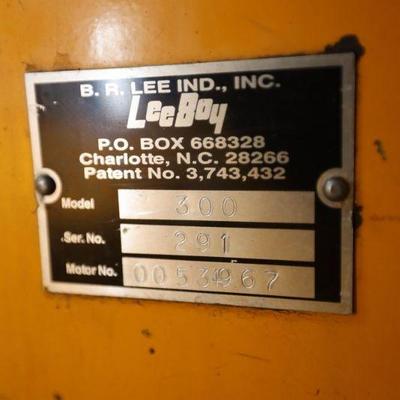 B. R. LEE IND., INC.
LeeBoy
P.O. BOX 668328
Charlotte, N.C. 28266
Patent No. 3,743,432
Model 300
Ser. No. 291
Motor No.